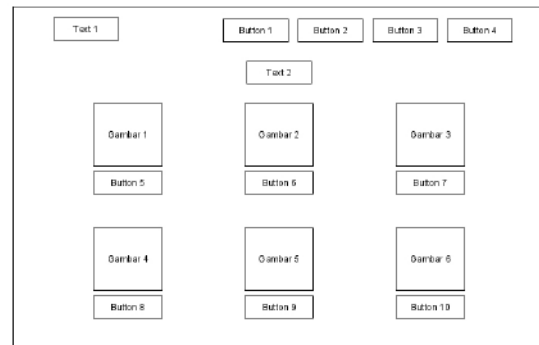 Text 1
Button 1
Button 2
Button 3
Button 4
Text 2
Gambar 1
Gambar 2
Gambar 3
Button 5
Button 6
Button 7
Gambar 4
Gambar 5
Gambar 6
Button 8
Button 9
Button 10